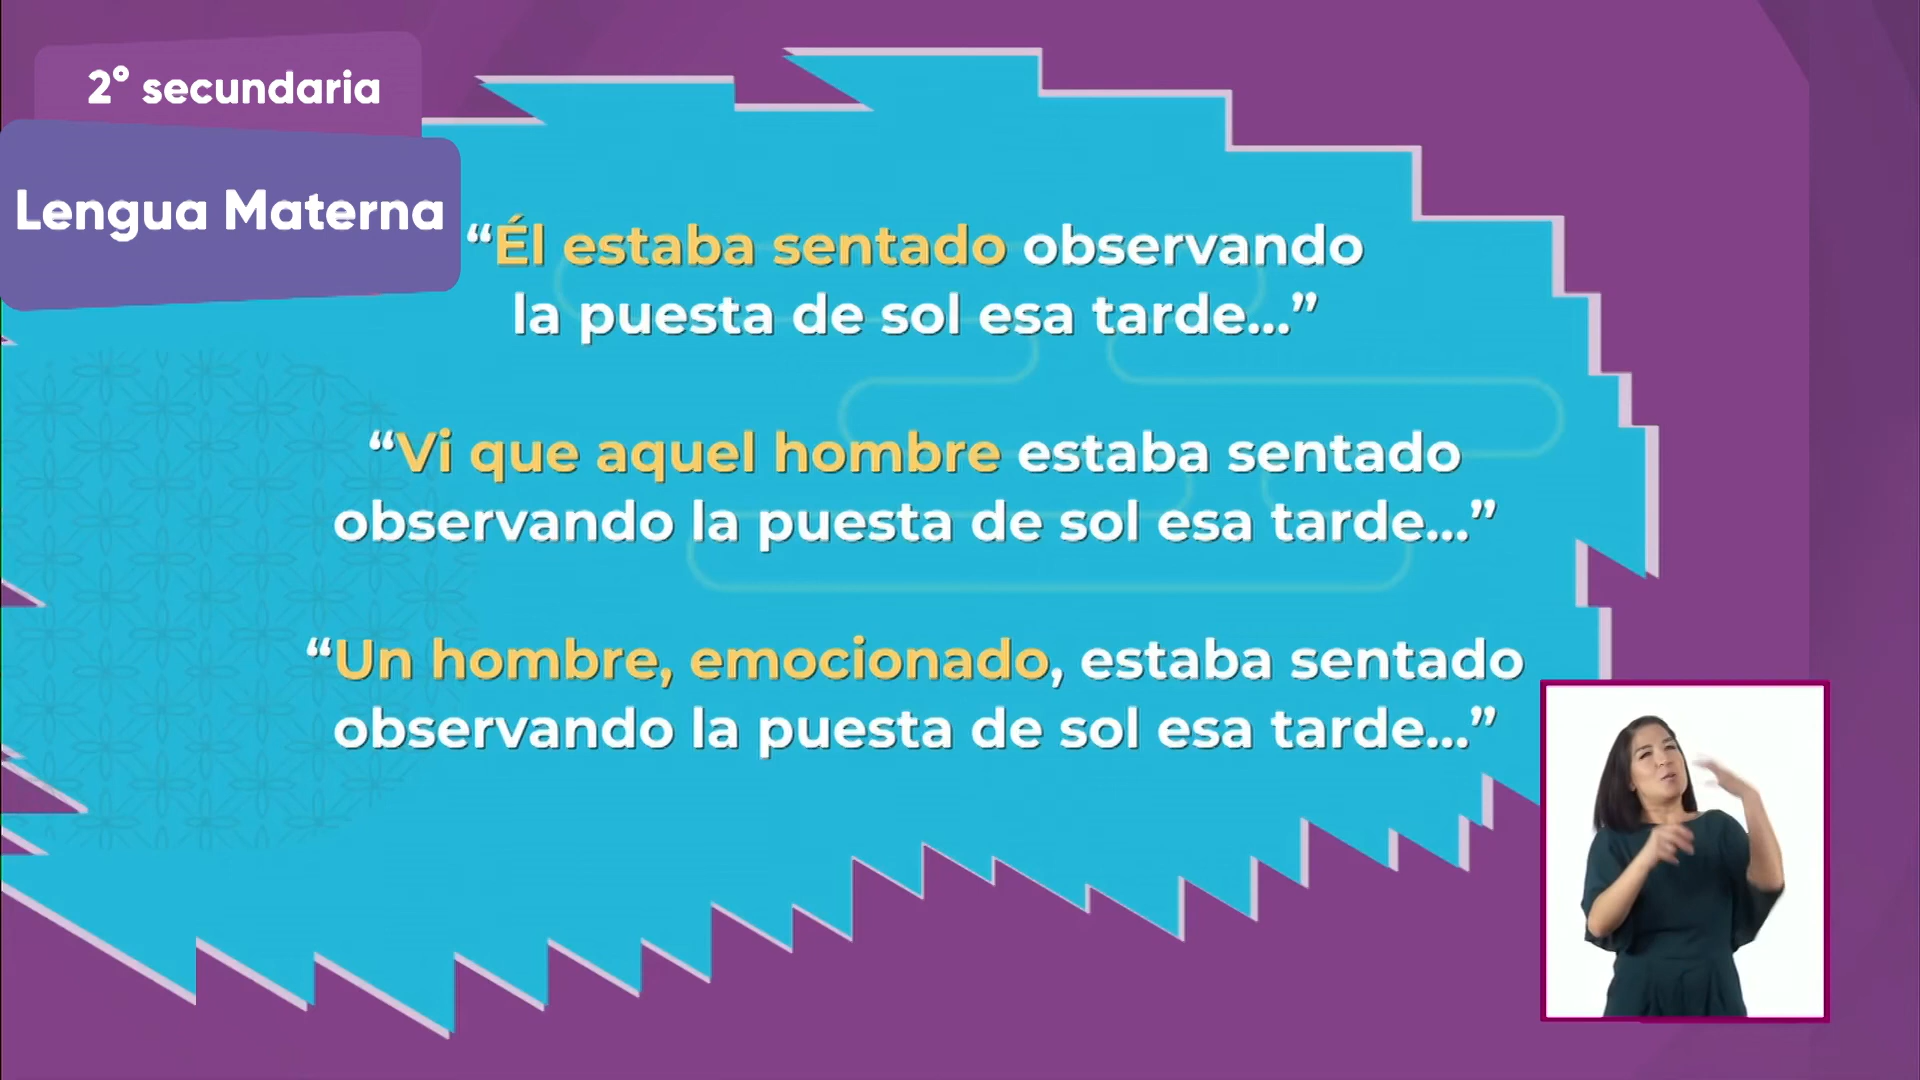 2° secundaria
Lengua Materna
“Él estaba sentado observando
la puesta de sol esa tarde...”
“Vi que aquel hombre estaba sentado
observando la puesta de sol esa tarde...”
“Un hombre, emocionado, estaba sentado
observando la puesta de sol esa tarde...”